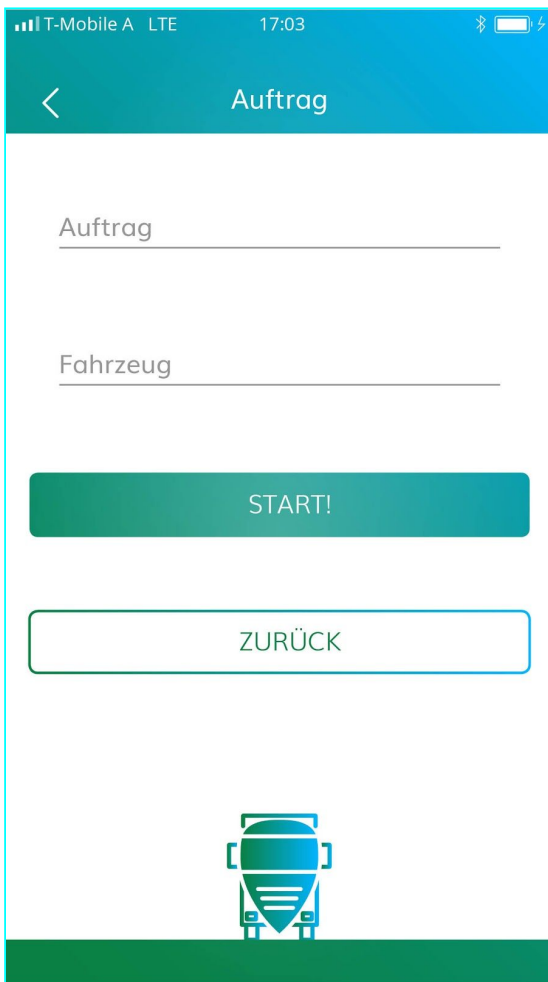 T-Mobile A LTE 17:03
Auftrag
Auftrag
Fahrzeug
START!
ZURÜCK